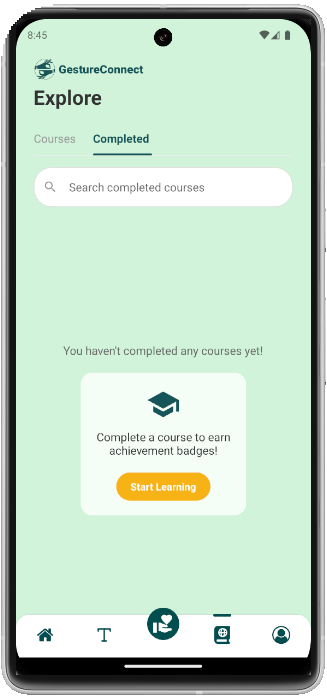 8:45
GestureConnect
Explore
Courses Completed
Search completed courses
You haven't completed any courses yet!
Complete a course to earn
achievement badges!
Start Learning